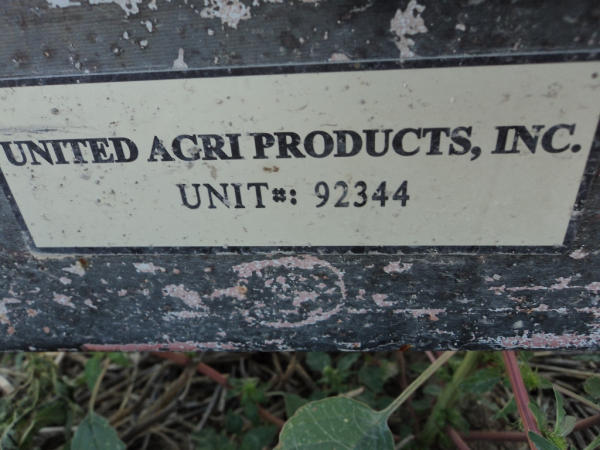 UNITED AGRI PRODUCTS, INC.
UNIT#: 92344